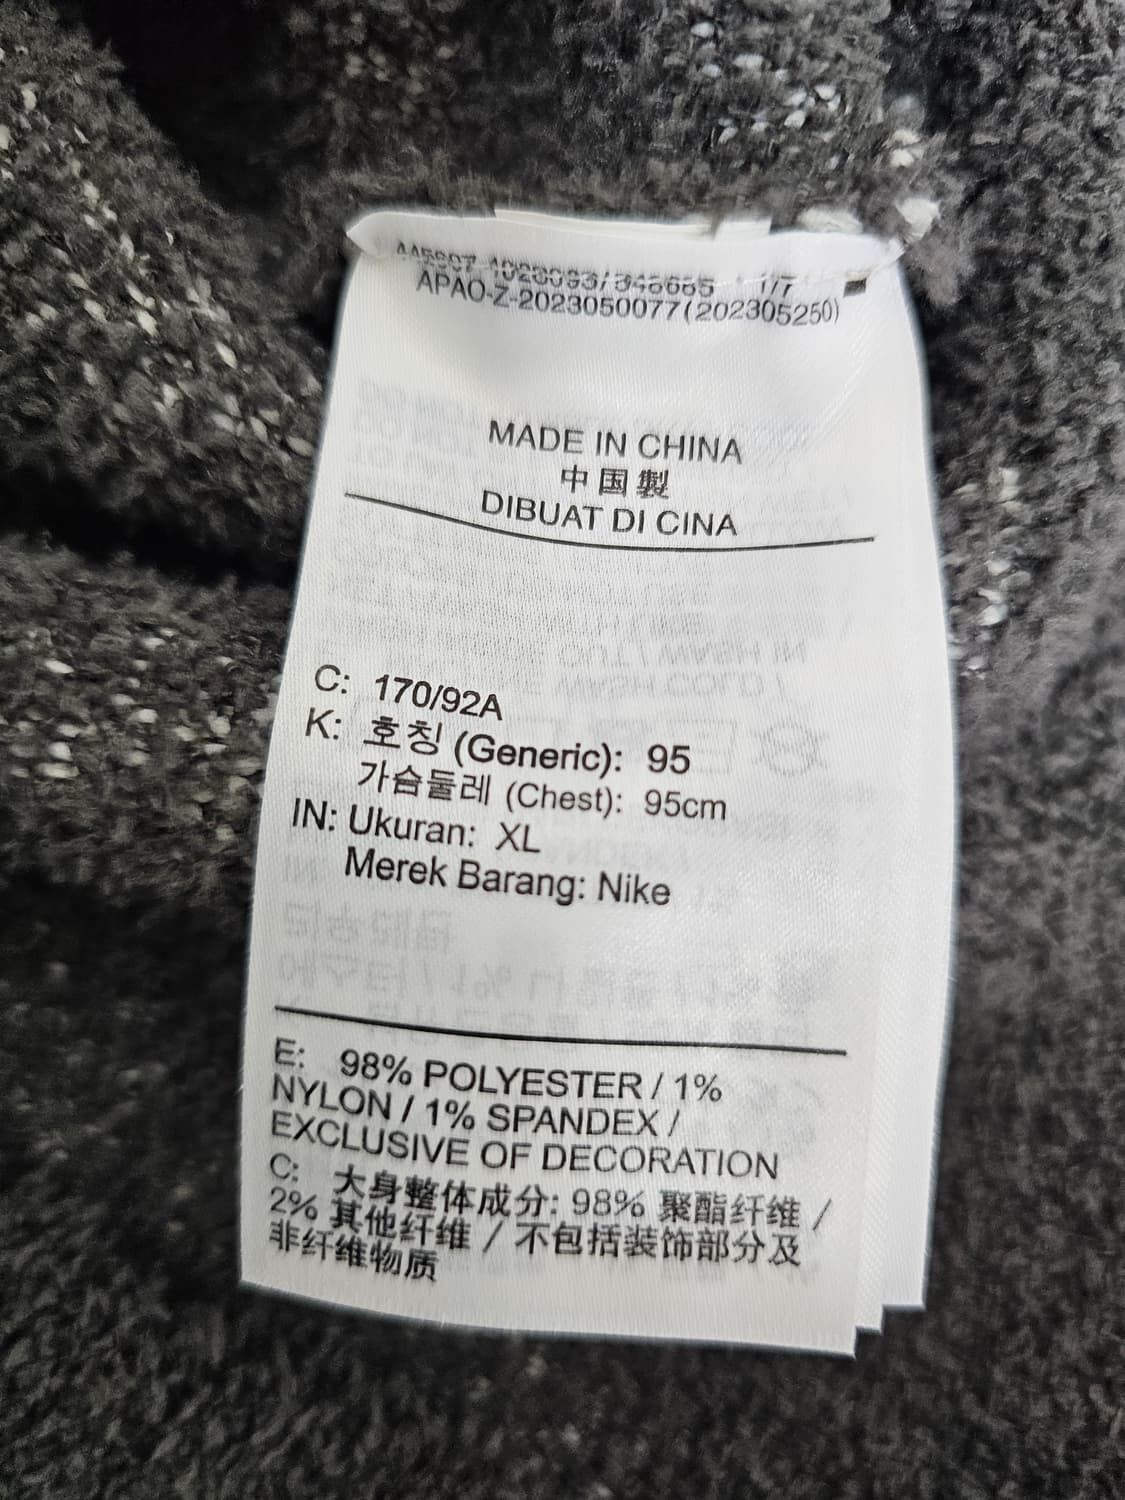 APAO-Z-2023050077(202305250)
MADE IN CHINA
中国製
DIBUAT DI CINA
C: 170/92A
K: 호칭 (Generic): 95
가슴둘레 (Chest): 95cm
IN: Ukuran: XL
Merek Barang: Nike
E: 98% POLYESTER / 1%
NYLON / 1% SPANDEX /
EXCLUSIVE OF DECORATION
C: 大身整体成分: 98% 聚酯纤维 /
2% 其他纤维 / 不包括装饰部分及
非纤维物质